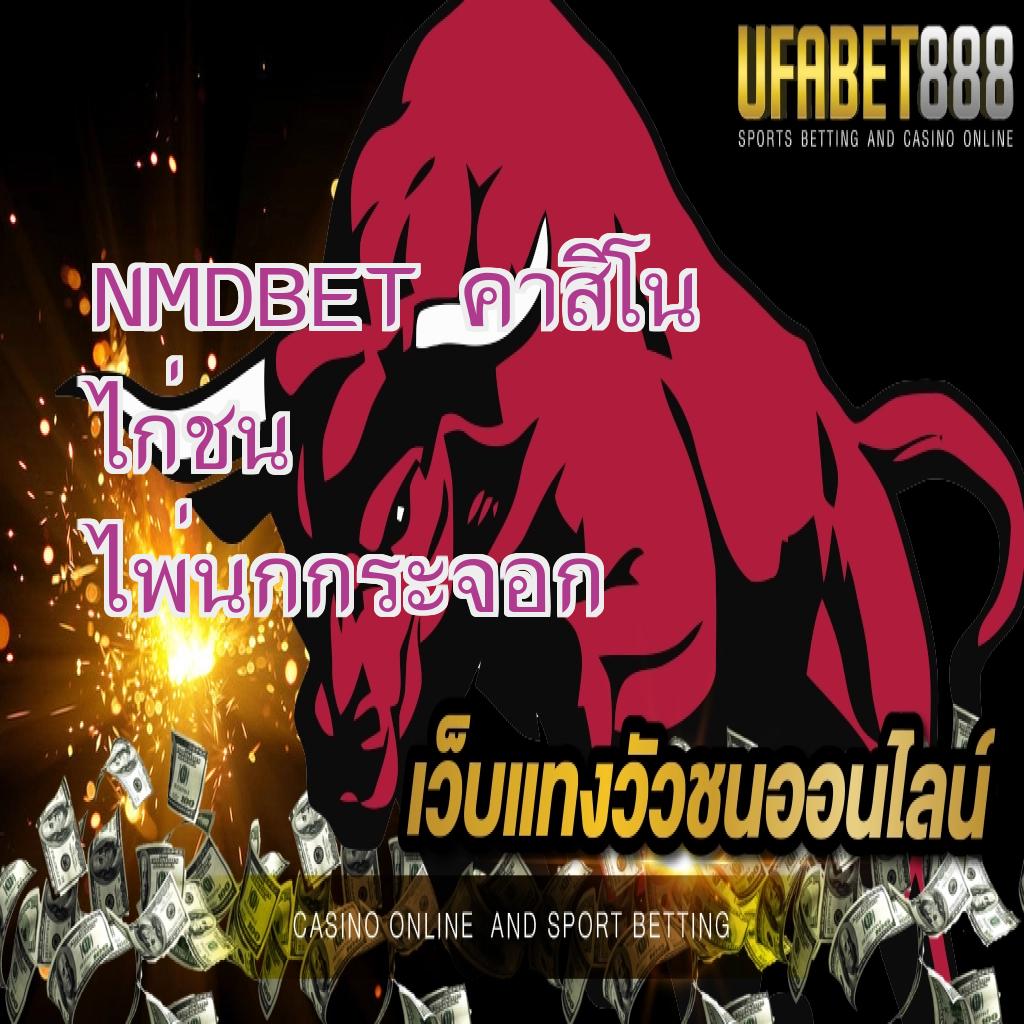 UFABET888
SPORTS BETTING AND CASINO ONLINE
NMDBET คาสิโน
ไก่ชน
ไพ่นกกระจอก
เว็บแทงวัวชนออนไลน์
CASINO ONLINE AND SPORT BETTING